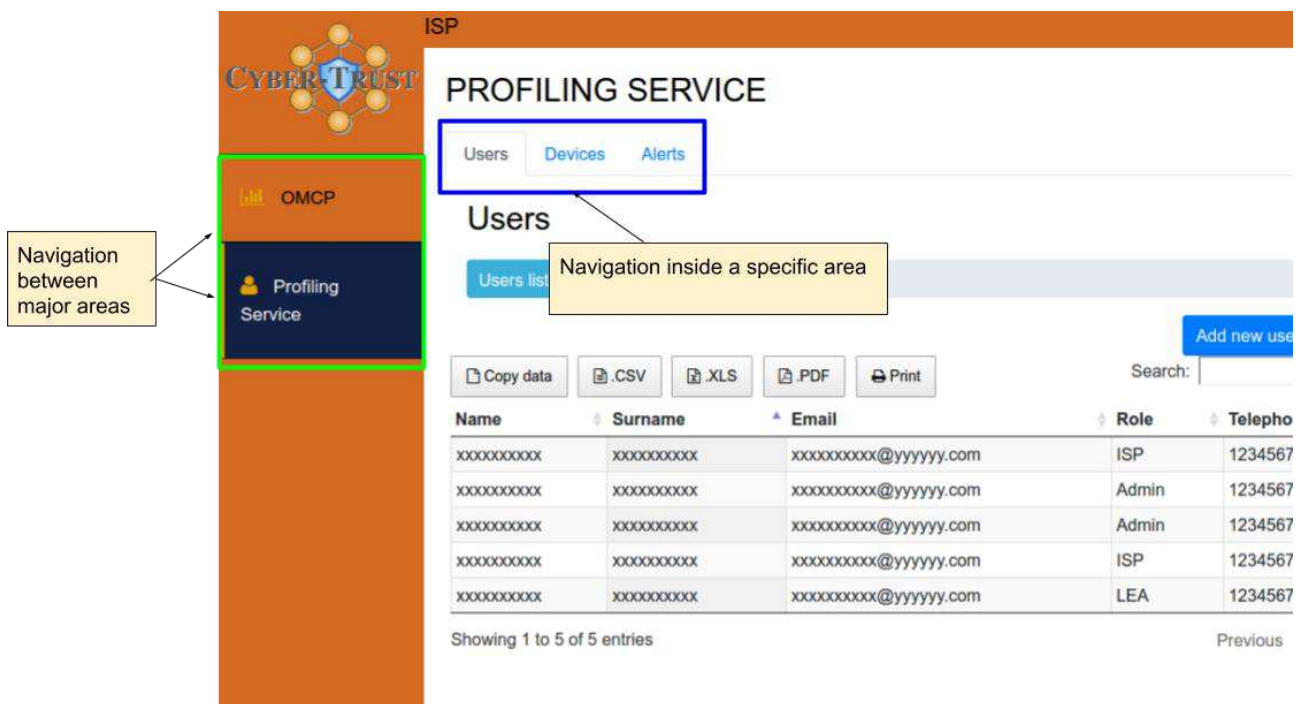 ISP
CYBER-TRUST
PROFILING SERVICE
Users Devices Alerts
OMCP
Users
Navigation
between
major areas
Navigation inside a specific area
Profiling
Service
Users list
Add new use
Copy data .CSV .XLS .PDF Print Search:
Name Surname Email Role Telepho
xxxxxxxxxx xxxxxxxxxx xxxxxxxxxx@yyyyyy.com ISP 1234567
xxxxxxxxxx xxxxxxxxxx xxxxxxxxxx@yyyyyy.com Admin 1234567
xxxxxxxxxx xxxxxxxxxx xxxxxxxxxx@yyyyyy.com Admin 1234567
xxxxxxxxxx xxxxxxxxxx xxxxxxxxxx@yyyyyy.com ISP 1234567
xxxxxxxxxx xxxxxxxxxx xxxxxxxxxx@yyyyyy.com LEA 1234567
Showing 1 to 5 of 5 entries Previous